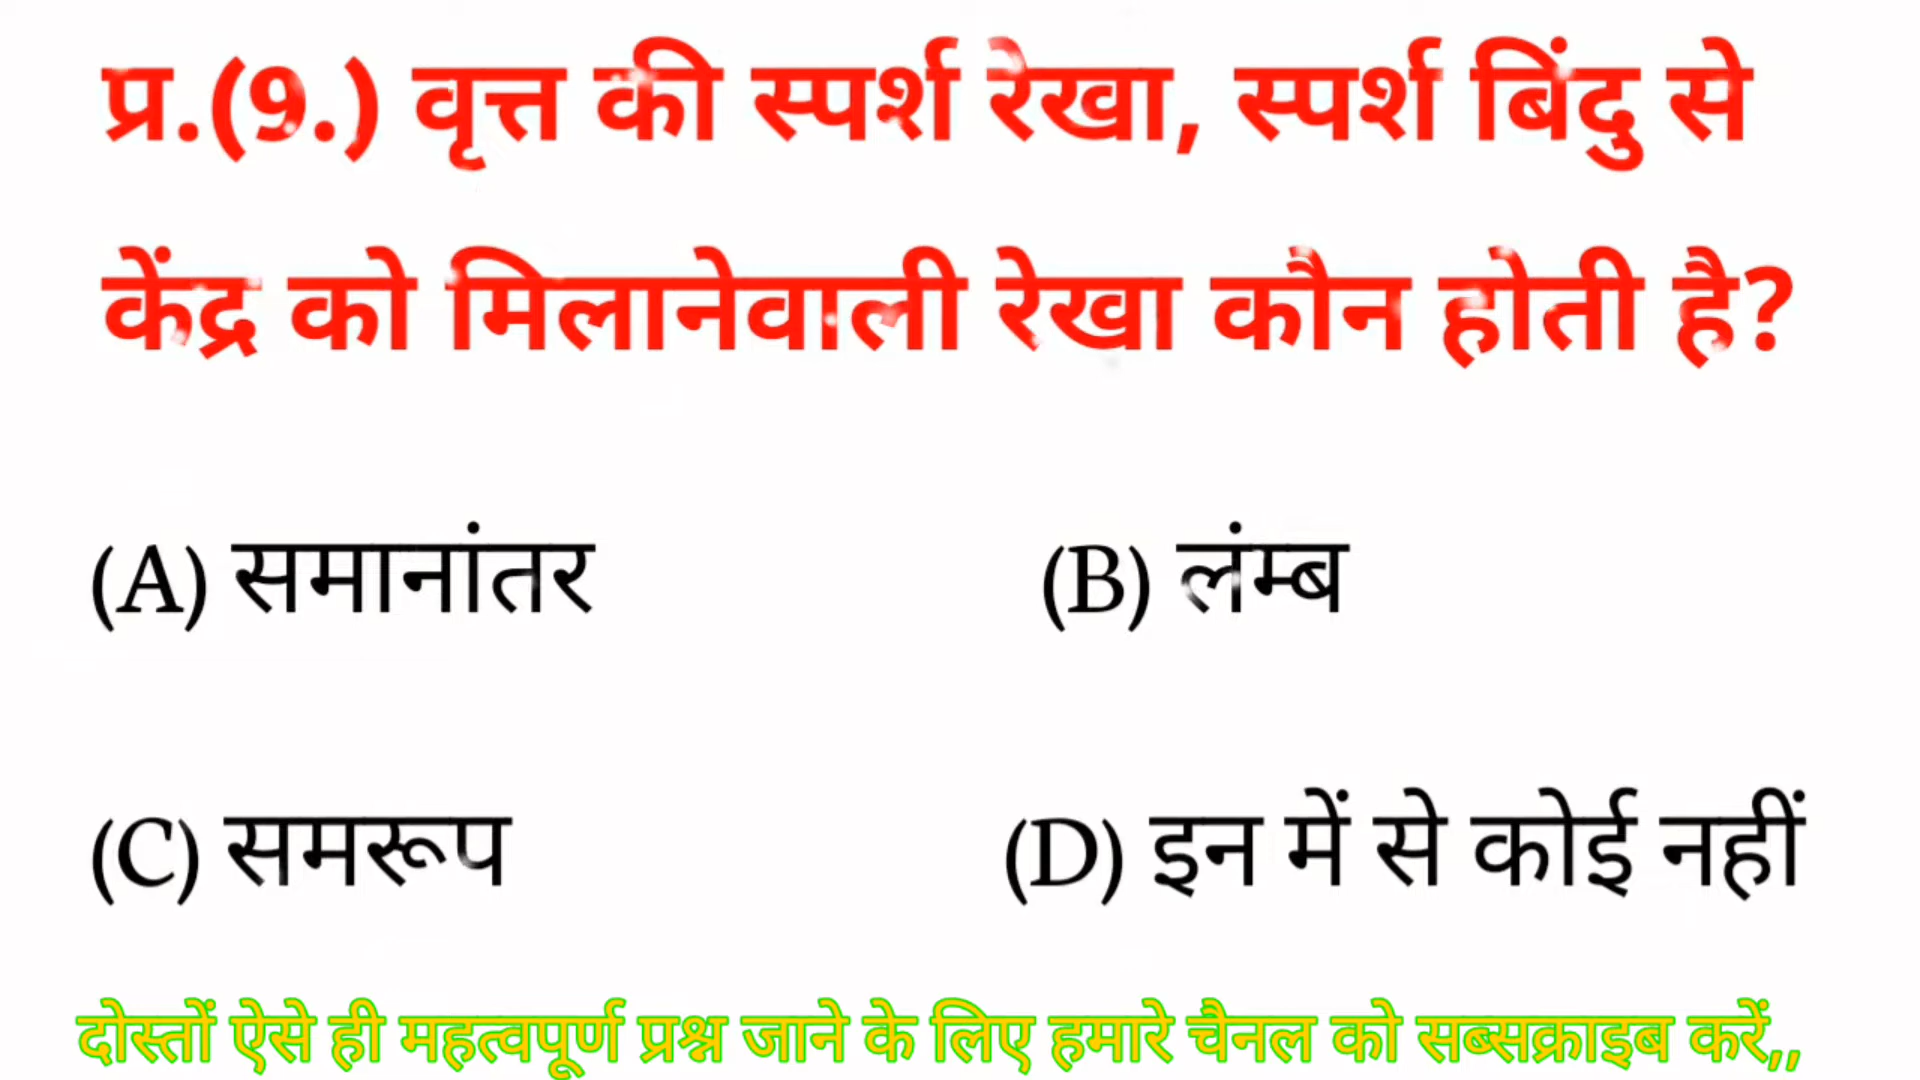 प्र.(9.) वृत्त की स्पर्श रेखा, स्पर्श बिंदु से
केंद्र को मिलानेवाली रेखा कौन होती है?
(A) समानांतर (B) लंम्ब
(C) समरूप (D) इन में से कोई नहीं
दोस्तों ऐसे ही महत्वपूर्ण प्रश्न जाने के लिए हमारे चैनल को सब्सक्राइब करें,,